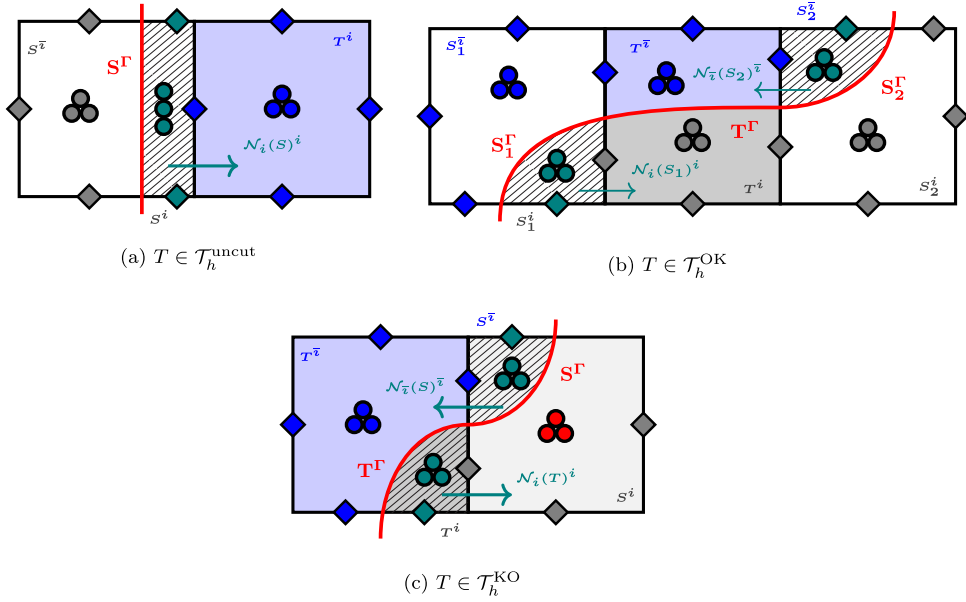 S^ī
S^Γ
T^i
𝒩_i(S)^i
S^i
(a) T ∈ 𝒯_h^uncut
S_1^ī
T^ī
S_2^ī
𝒩_ī(S_2)^ī
S_2^Γ
S_1^Γ
T^Γ
𝒩_i(S_1)^i
T^i
S_2^i
S_1^i
(b) T ∈ 𝒯_h^OK
S^ī
T^ī
S^Γ
𝒩_ī(S)^ī
T^Γ
𝒩_i(T)^i
S^i
T^i
(c) T ∈ 𝒯_h^KO